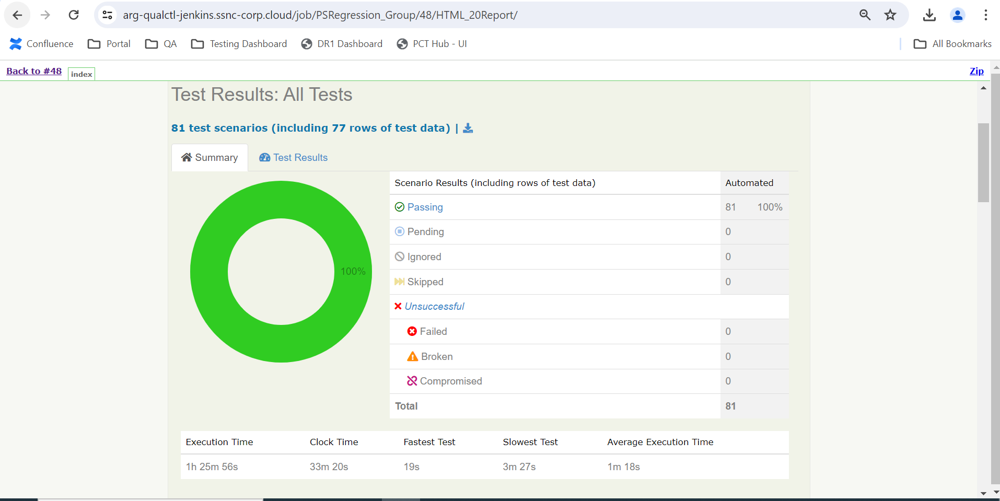 arg-qualctl-jenkins.ssnc-corp.cloud/job/PSRegression_Group/48/HTML_20Report/
Confluence Portal QA Testing Dashboard DR1 Dashboard PCT Hub - UI All Bookmarks
Back to #48 index Zip
Test Results: All Tests
81 test scenarios (including 77 rows of test data) |
Summary Test Results
Scenario Results (including rows of test data) Automated
Passing 81 100%
Pending 0
Ignored 0
100%
Skipped 0
Unsuccessful
Failed 0
Broken 0
Compromised 0
Total 81
Execution Time Clock Time Fastest Test Slowest Test Average Execution Time
1h 25m 56s 33m 20s 19s 3m 27s 1m 18s